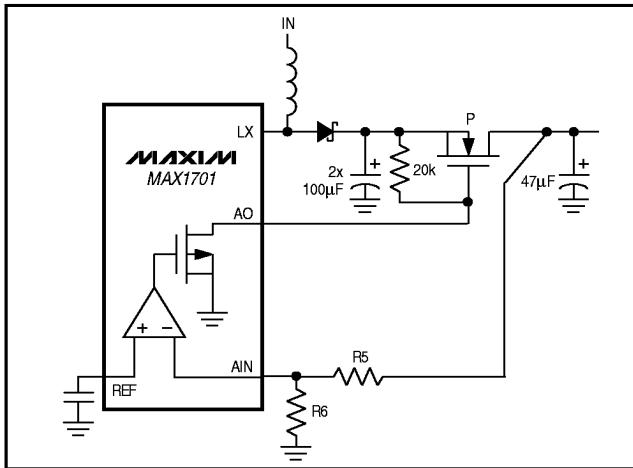 IN
LX
P
MAXIM
MAX1701
+
2x
100µF
20k
+
47µF
AO
+ −
AIN
R5
REF
R6